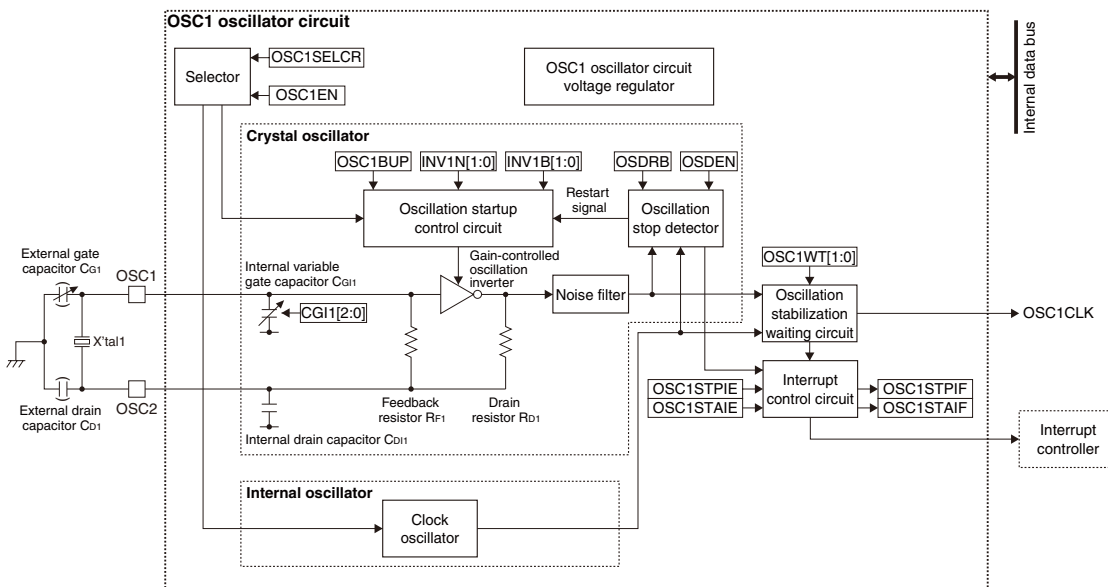 OSC1 oscillator circuit
Selector
OSC1SELCR
OSC1EN
OSC1 oscillator circuit
voltage regulator
Internal data bus
Crystal oscillator
OSC1BUP
INV1N[1:0]
INV1B[1:0]
OSDRB
OSDEN
Oscillation startup
control circuit
Restart
signal
Oscillation
stop detector
External gate
capacitor CG1
OSC1
Internal variable
gate capacitor CGI1
Gain-controlled
oscillation
inverter
OSC1WT[1:0]
CGI1[2:0]
Noise filter
Oscillation
stabilization
waiting circuit
OSC1CLK
X'tal1
External drain
capacitor CD1
OSC2
Internal drain capacitor CDI1
Feedback
resistor RF1
Drain
resistor RD1
OSC1STPIE
OSC1STAIE
Interrupt
control circuit
OSC1STPIF
OSC1STAIF
Interrupt
controller
Internal oscillator
Clock
oscillator